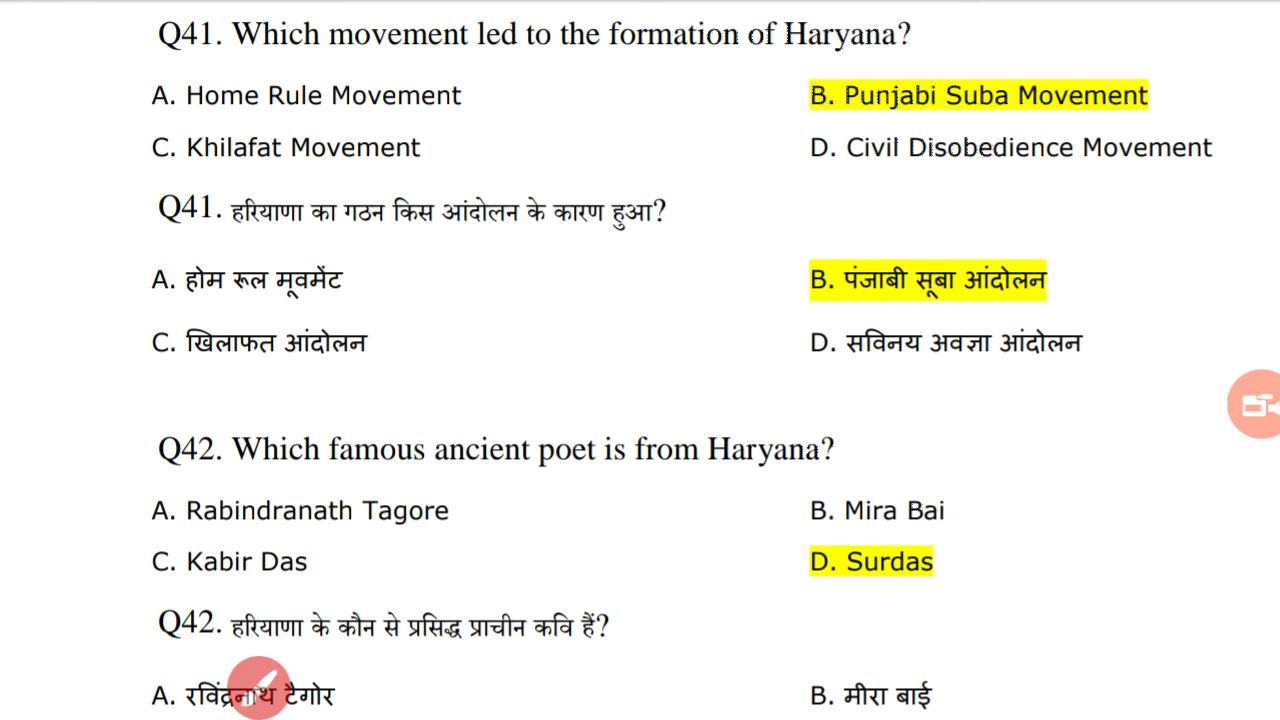 Q41. Which movement led to the formation of Haryana?
A. Home Rule Movement B. Punjabi Suba Movement
C. Khilafat Movement D. Civil Disobedience Movement
Q41. हरियाणा का गठन किस आंदोलन के कारण हुआ?
A. होम रूल मूवमेंट B. पंजाबी सूबा आंदोलन
C. खिलाफत आंदोलन D. सविनय अवज्ञा आंदोलन
Q42. Which famous ancient poet is from Haryana?
A. Rabindranath Tagore B. Mira Bai
C. Kabir Das D. Surdas
Q42. हरियाणा के कौन से प्रसिद्ध प्राचीन कवि हैं?
A. रविंद्रनाथ टैगोर B. मीरा बाई